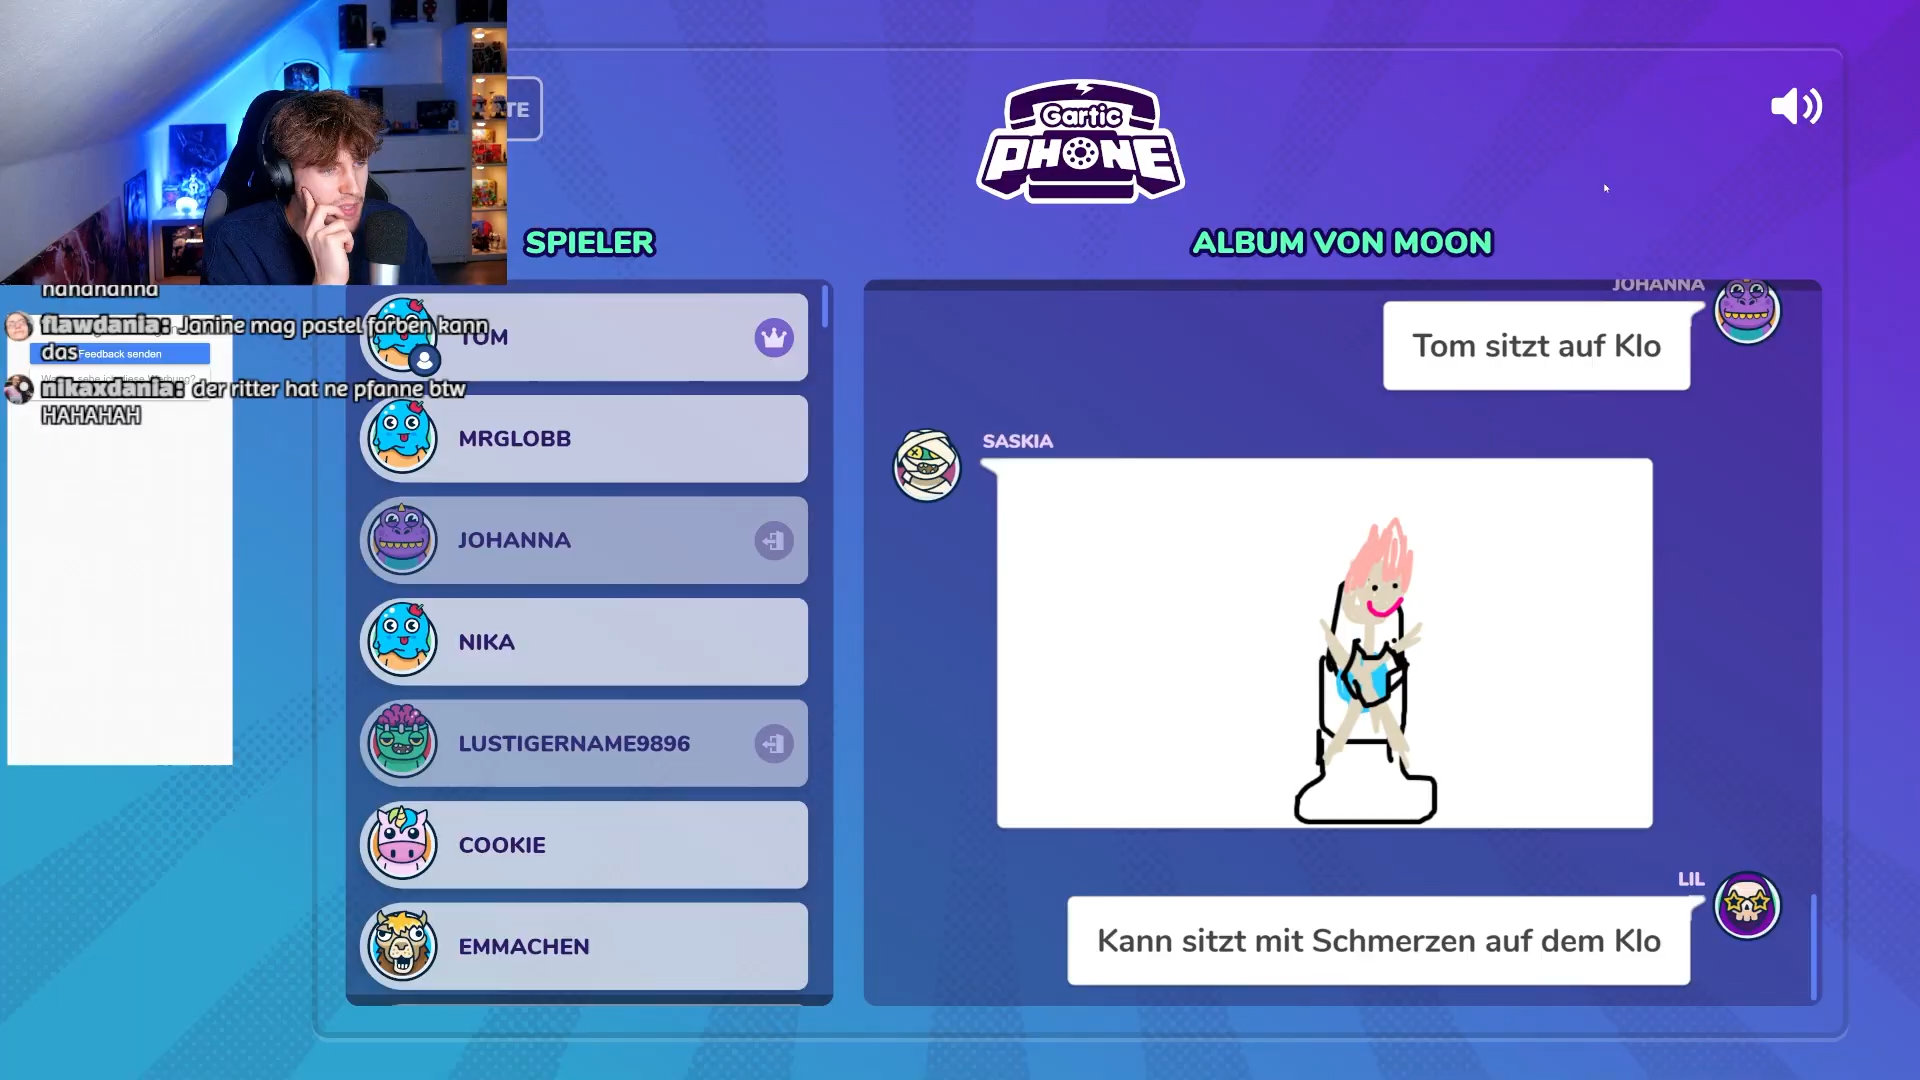 TE
Gartic
PHONE
SPIELER
ALBUM VON MOON
hahahanna
flawdania: Janine mag pastel farben kann
das
Feedback senden
nikaxdania: der ritter hat ne pfanne btw
HAHAHAH
TOM
MRGLOBB
JOHANNA
NIKA
LUSTIGERNAME9896
COOKIE
EMMACHEN
JOHANNA
Tom sitzt auf Klo
SASKIA
LIL
Kann sitzt mit Schmerzen auf dem Klo